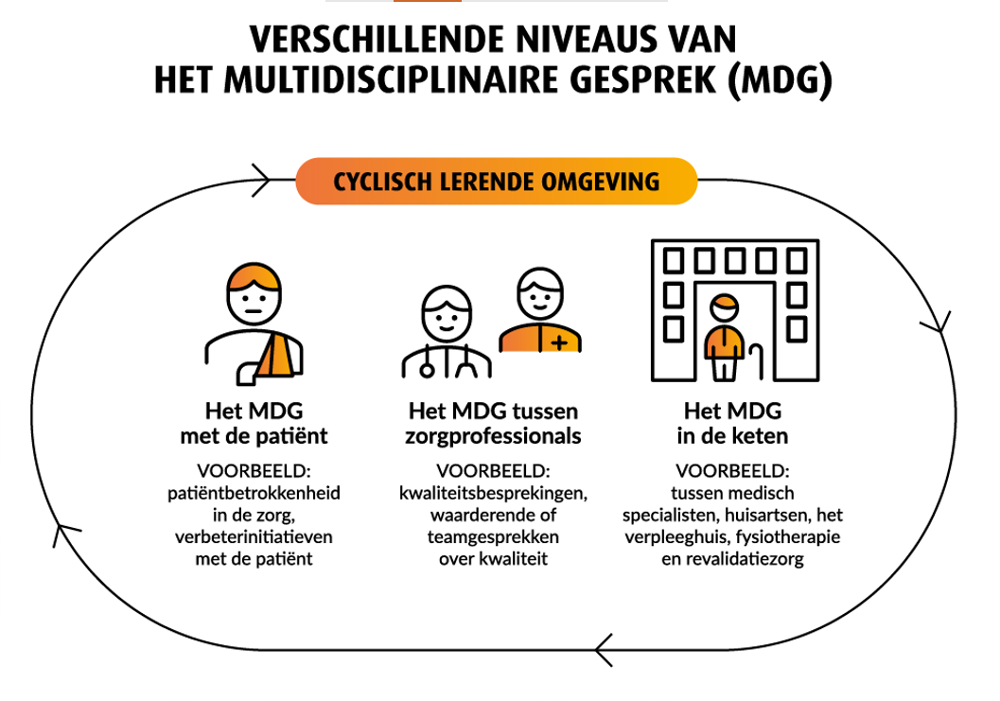 VERSCHILLENDE NIVEAUS VAN
HET MULTIDISCIPLINAIRE GESPREK (MDG)
CYCLISCH LERENDE OMGEVING
Het MDG
met de patiënt
VOORBEELD:
patiëntbetrokkenheid
in de zorg,
verbeterinitiatieven
met de patiënt
Het MDG tussen
zorgprofessionals
VOORBEELD:
kwaliteitsbesprekingen,
waarderende of
teamgesprekken
over kwaliteit
Het MDG
in de keten
VOORBEELD:
tussen medisch
specialisten, huisartsen, het
verpleeghuis, fysiotherapie
en revalidatiezorg